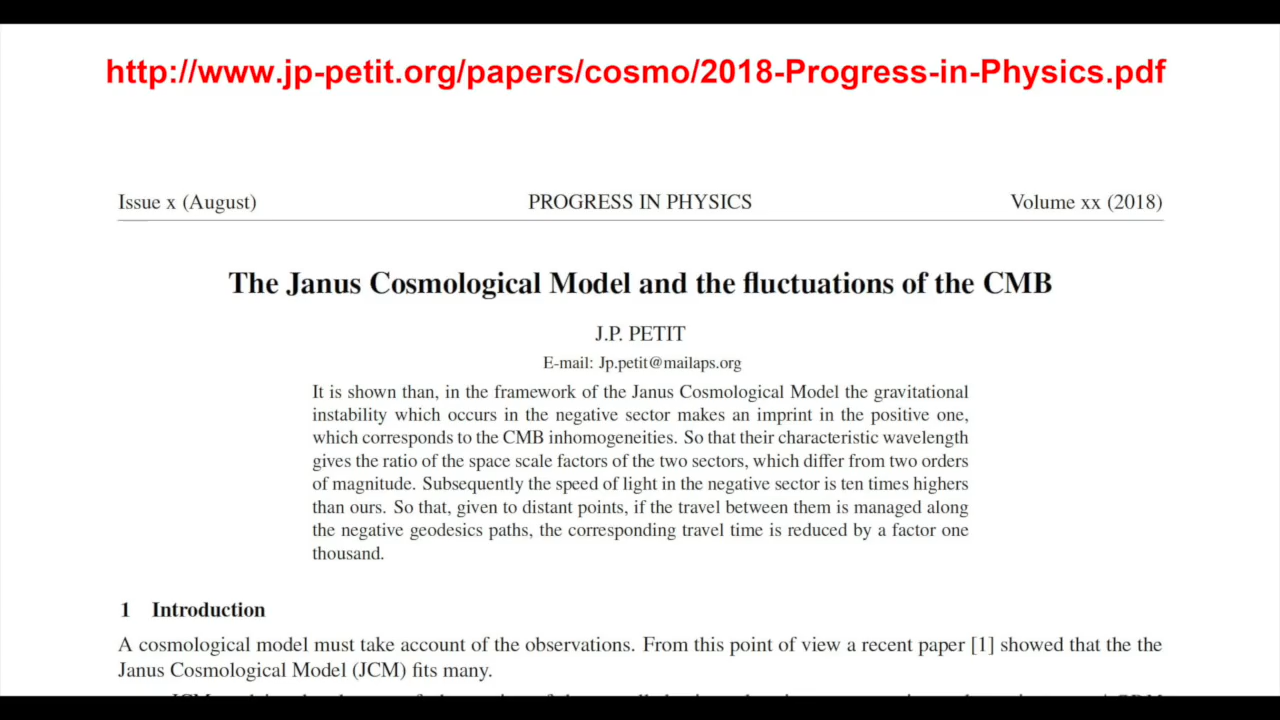 http://www.jp-petit.org/papers/cosmo/2018-Progress-in-Physics.pdf
Issue x (August) PROGRESS IN PHYSICS Volume xx (2018)
The Janus Cosmological Model and the fluctuations of the CMB
J.P. PETIT
E-mail: Jp.petit@mailaps.org
It is shown than, in the framework of the Janus Cosmological Model the gravitational
instability which occurs in the negative sector makes an imprint in the positive one,
which corresponds to the CMB inhomogeneities. So that their characteristic wavelength
gives the ratio of the space scale factors of the two sectors, which differ from two orders
of magnitude. Subsequently the speed of light in the negative sector is ten times highers
than ours. So that, given to distant points, if the travel between them is managed along
the negative geodesics paths, the corresponding travel time is reduced by a factor one
thousand.
1 Introduction
A cosmological model must take account of the observations. From this point of view a recent paper [1] showed that the the
Janus Cosmological Model (JCM) fits many.